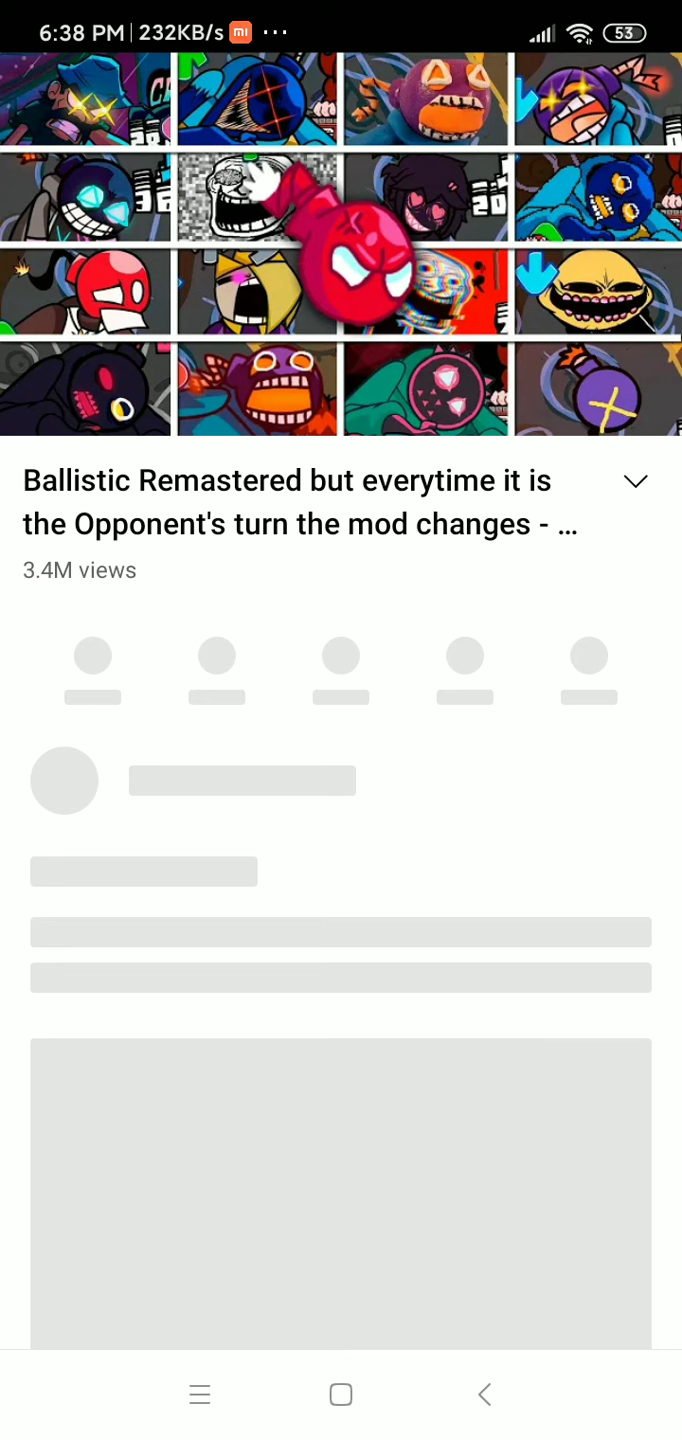 6:38 PM 232KB/s mi ... 53
Ballistic Remastered but everytime it is
the Opponent's turn the mod changes - ...
3.4M views